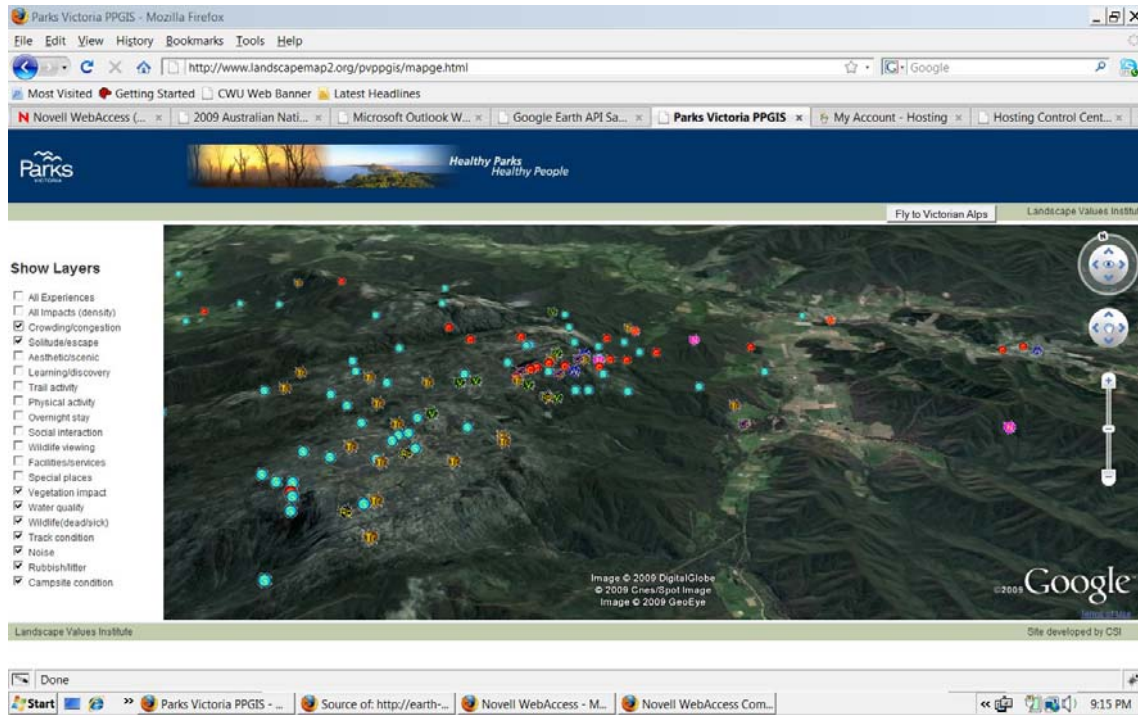 Parks Victoria PPGIS - Mozilla Firefox
File Edit View History Bookmarks Tools Help
http://www.landscapemap2.org/pvppgis/mapge.html
Google
Most Visited Getting Started CWU Web Banner Latest Headlines
Novell WebAccess (... 2009 Australian Nati... Microsoft Outlook W... Google Earth API Sa... Parks Victoria PPGIS My Account - Hosting Hosting Control Cent...
Parks
VICTORIA
Healthy Parks
Healthy People
Fly to Victorian Alps
Landscape Values Institu
Show Layers
All Experiences
All Impacts (density)
Crowding/congestion
Solitude/escape
Aesthetic/scenic
Learning/discovery
Trail activity
Physical activity
Overnight stay
Social interaction
Wildlife viewing
Facilities/services
Special places
Vegetation impact
Water quality
Wildlife(dead/sick)
Track condition
Noise
Rubbish/litter
Campsite condition
N
Image © 2009 DigitalGlobe
© 2009 Cnes/Spot Image
Image © 2009 GeoEye
©2009 Google
Terms of Use
Landscape Values Institute
Site developed by CSI
Done
Start Parks Victoria PPGIS - ... Source of: http://earth-... Novell WebAccess - M... Novell WebAccess Com... 9:15 PM